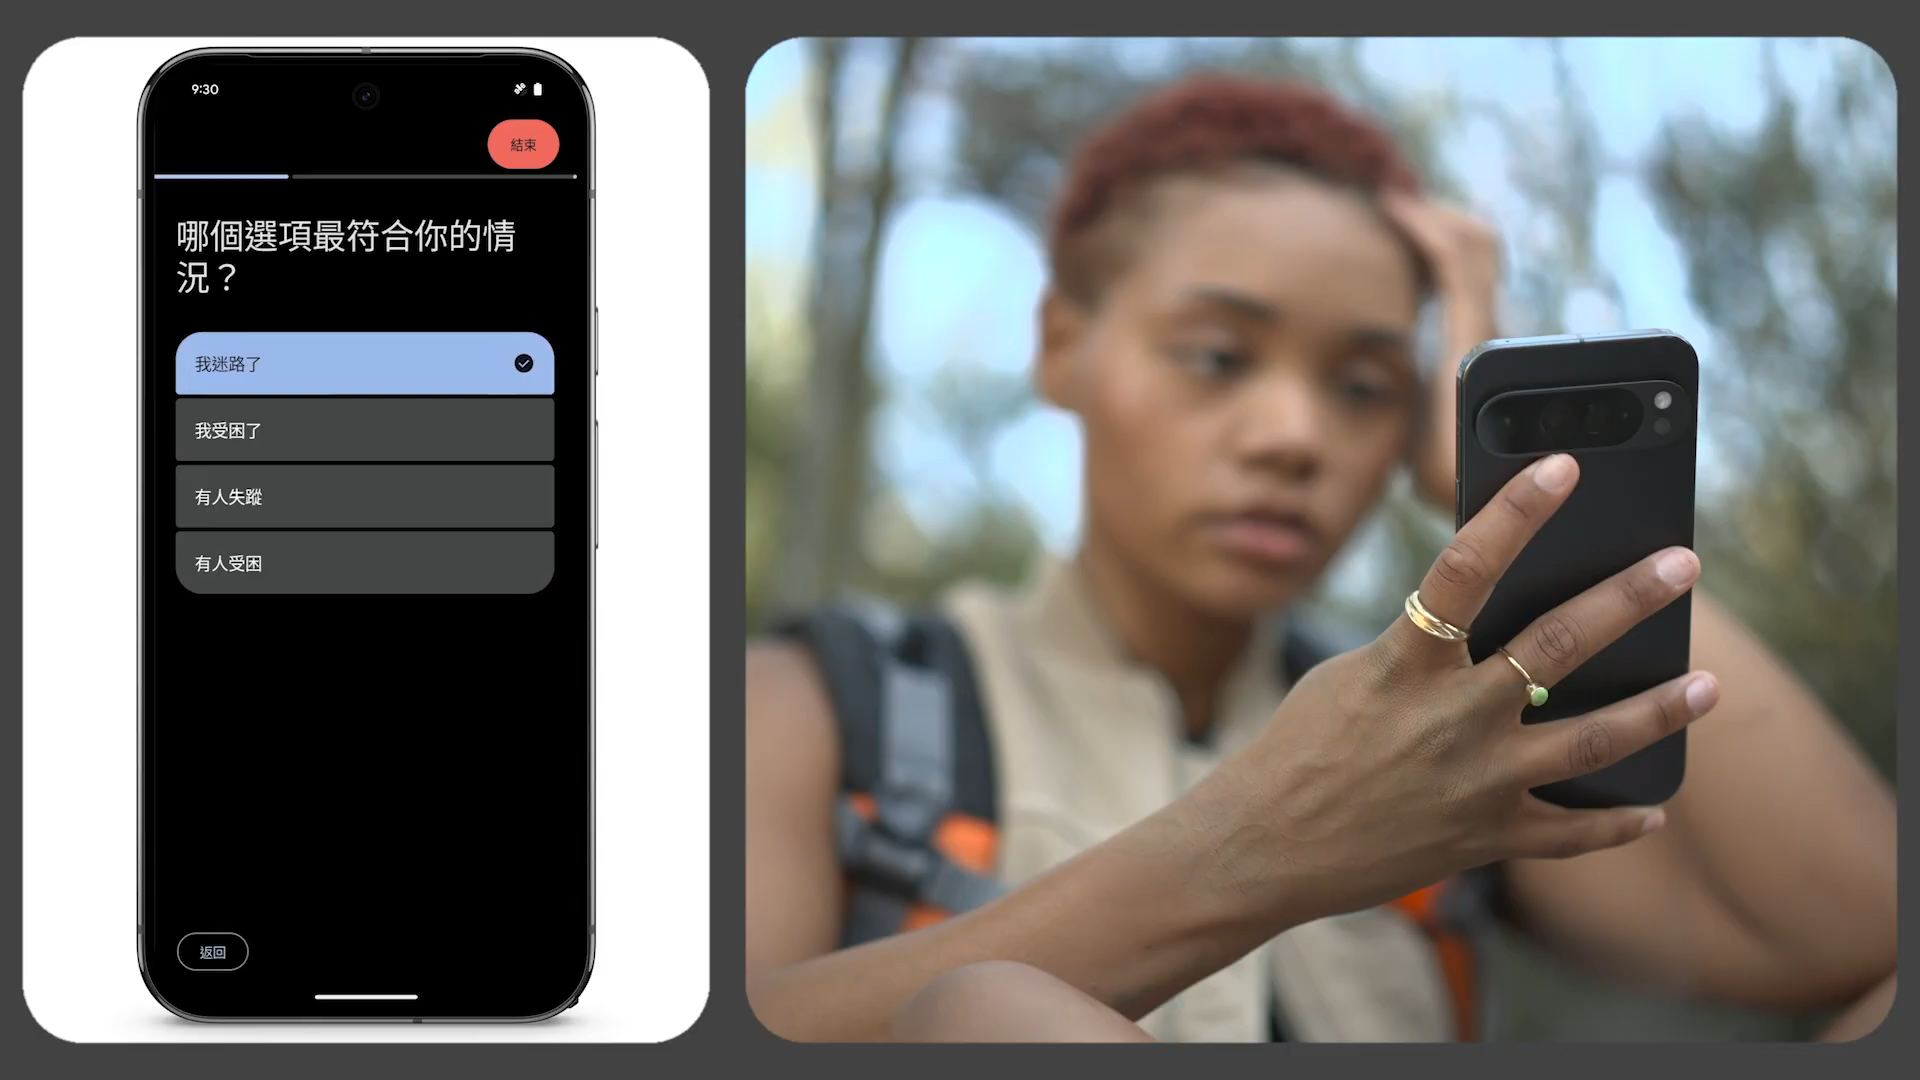 9:30
結束
哪個選項最符合你的情
況？
我迷路了
我受困了
有人失蹤
有人受困
返回